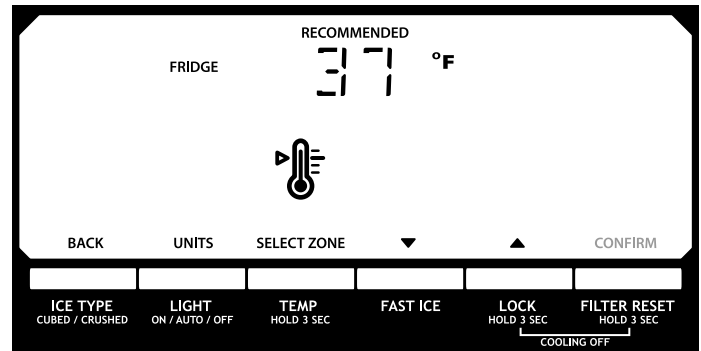 RECOMMENDED
FRIDGE 37 °F
BACK UNITS SELECT ZONE ▼ ▲ CONFIRM
ICE TYPE LIGHT TEMP FAST ICE LOCK FILTER RESET
CUBED / CRUSHED ON / AUTO / OFF HOLD 3 SEC HOLD 3 SEC HOLD 3 SEC
COOLING OFF